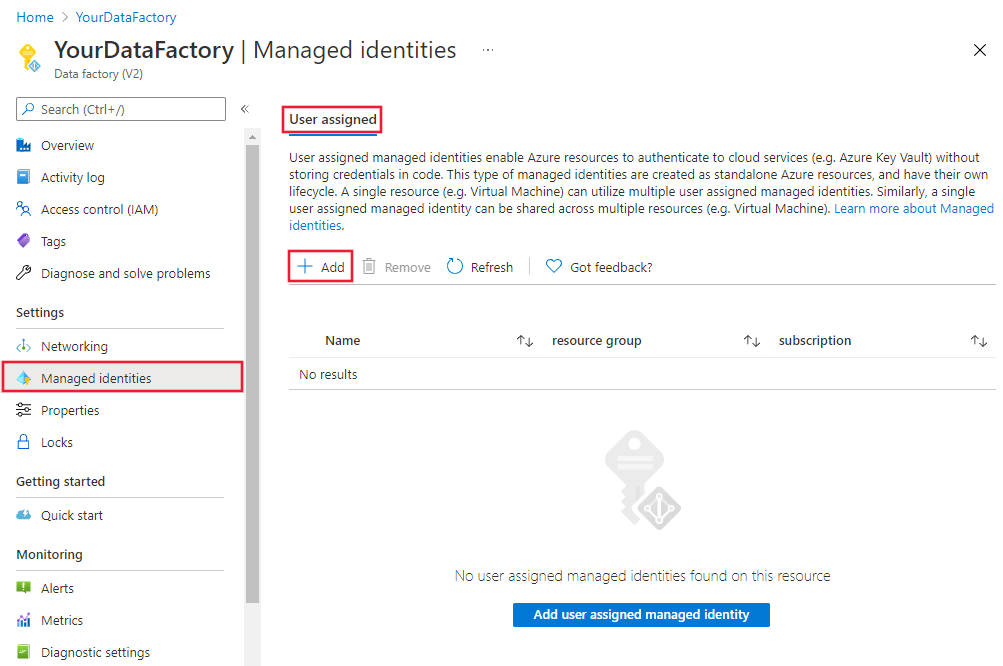 Home > YourDataFactory
YourDataFactory | Managed identities ...
Data factory (V2)
Search (Ctrl+/)
Overview
Activity log
Access control (IAM)
Tags
Diagnose and solve problems
Settings
Networking
Managed identities
Properties
Locks
Getting started
Quick start
Monitoring
Alerts
Metrics
Diagnostic settings
User assigned
User assigned managed identities enable Azure resources to authenticate to cloud services (e.g. Azure Key Vault) without
storing credentials in code. This type of managed identities are created as standalone Azure resources, and have their own
lifecycle. A single resource (e.g. Virtual Machine) can utilize multiple user assigned managed identities. Similarly, a single
user assigned managed identity can be shared across multiple resources (e.g. Virtual Machine). Learn more about Managed
identities.
Add Remove Refresh Got feedback?
Name resource group subscription
No results
No user assigned managed identities found on this resource
Add user assigned managed identity